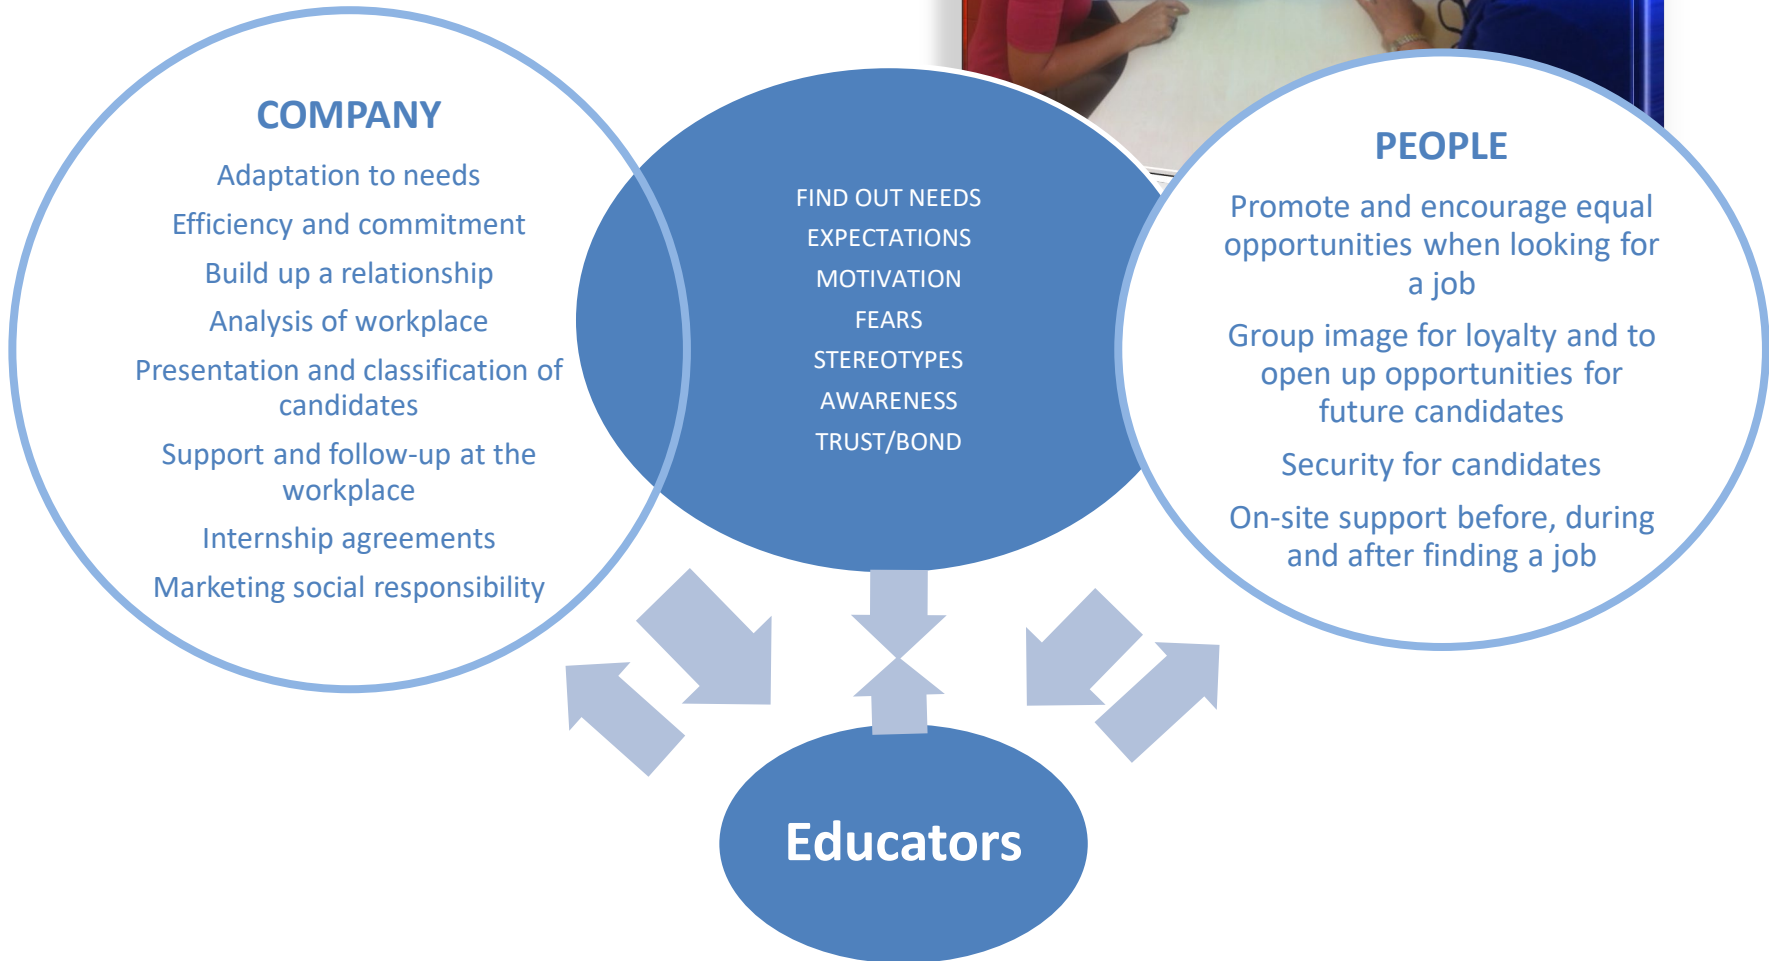 COMPANY
Adaptation to needs
Efficiency and commitment
Build up a relationship
Analysis of workplace
Presentation and classification of
candidates
Support and follow-up at the
workplace
Internship agreements
Marketing social responsibility
FIND OUT NEEDS
EXPECTATIONS
MOTIVATION
FEARS
STEREOTYPES
AWARENESS
TRUST/BOND
PEOPLE
Promote and encourage equal
opportunities when looking for
a job
Group image for loyalty and to
open up opportunities for
future candidates
Security for candidates
On-site support before, during
and after finding a job
Educators